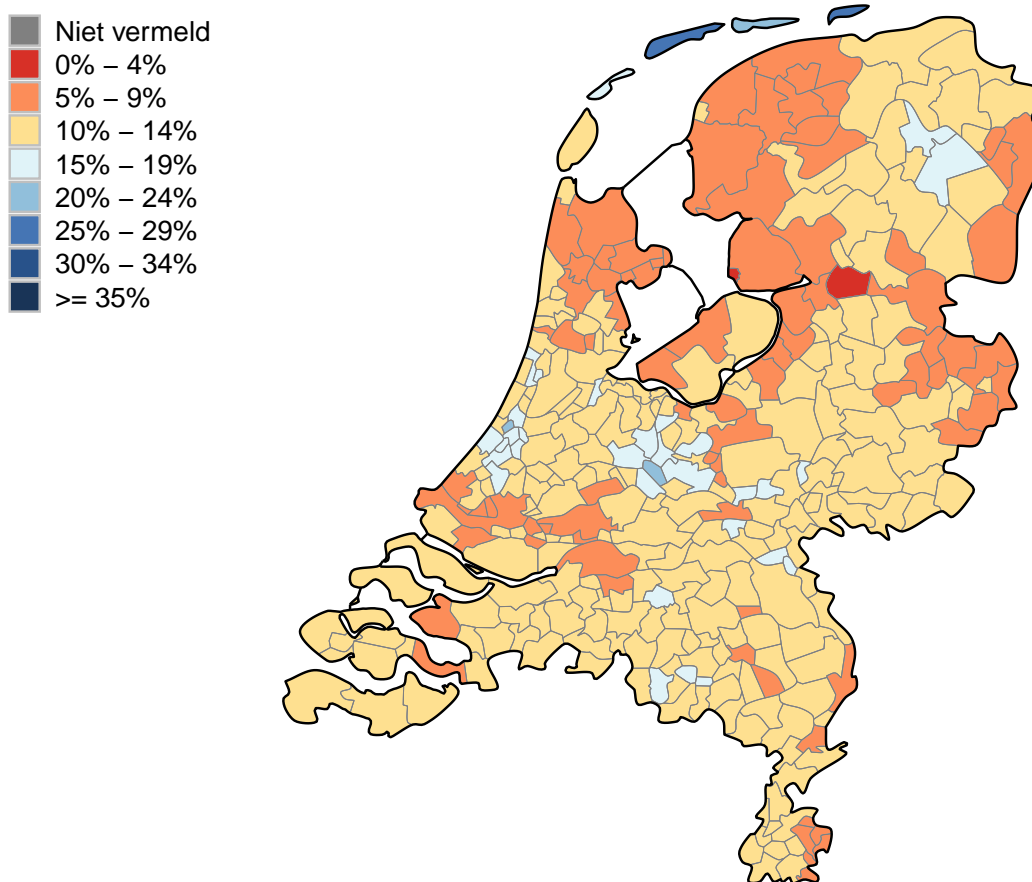 Niet vermeld
0% – 4%
5% – 9%
10% – 14%
15% – 19%
20% – 24%
25% – 29%
30% – 34%
>= 35%